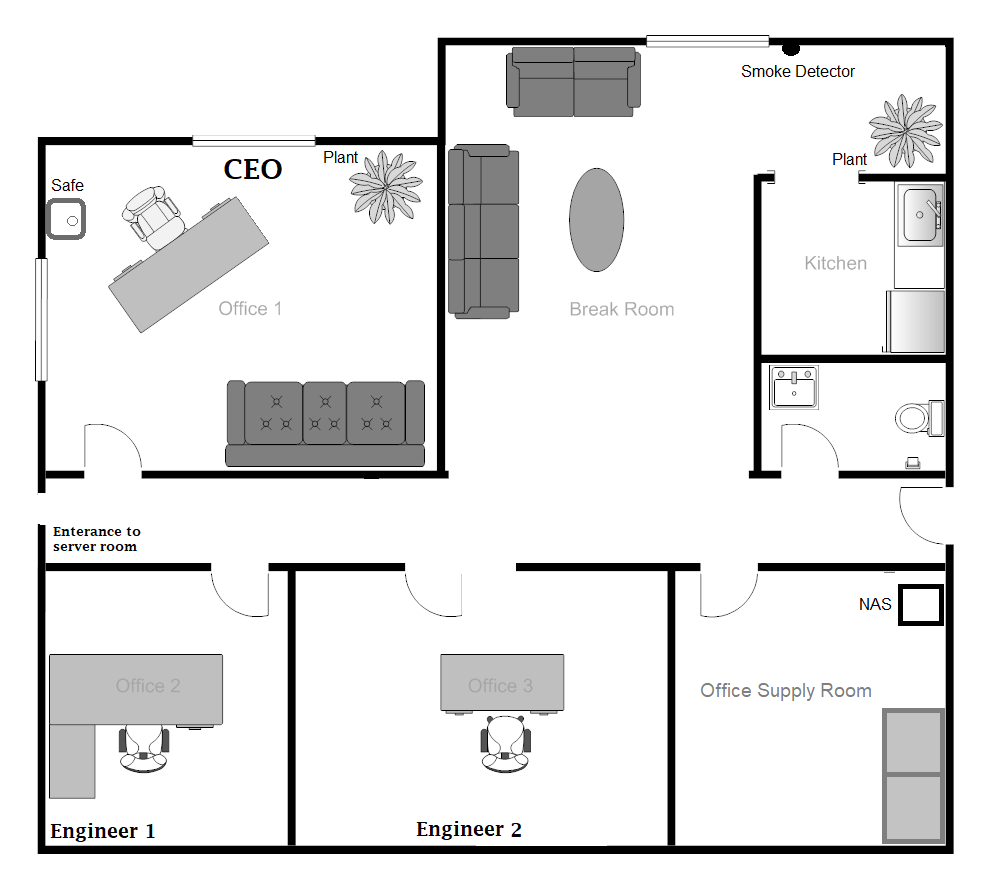 Smoke Detector
Plant
CEO
Plant
Safe
Kitchen
Office 1
Break Room
Enterance to
server room
NAS
Office 2
Office 3
Office Supply Room
Engineer 1
Engineer 2